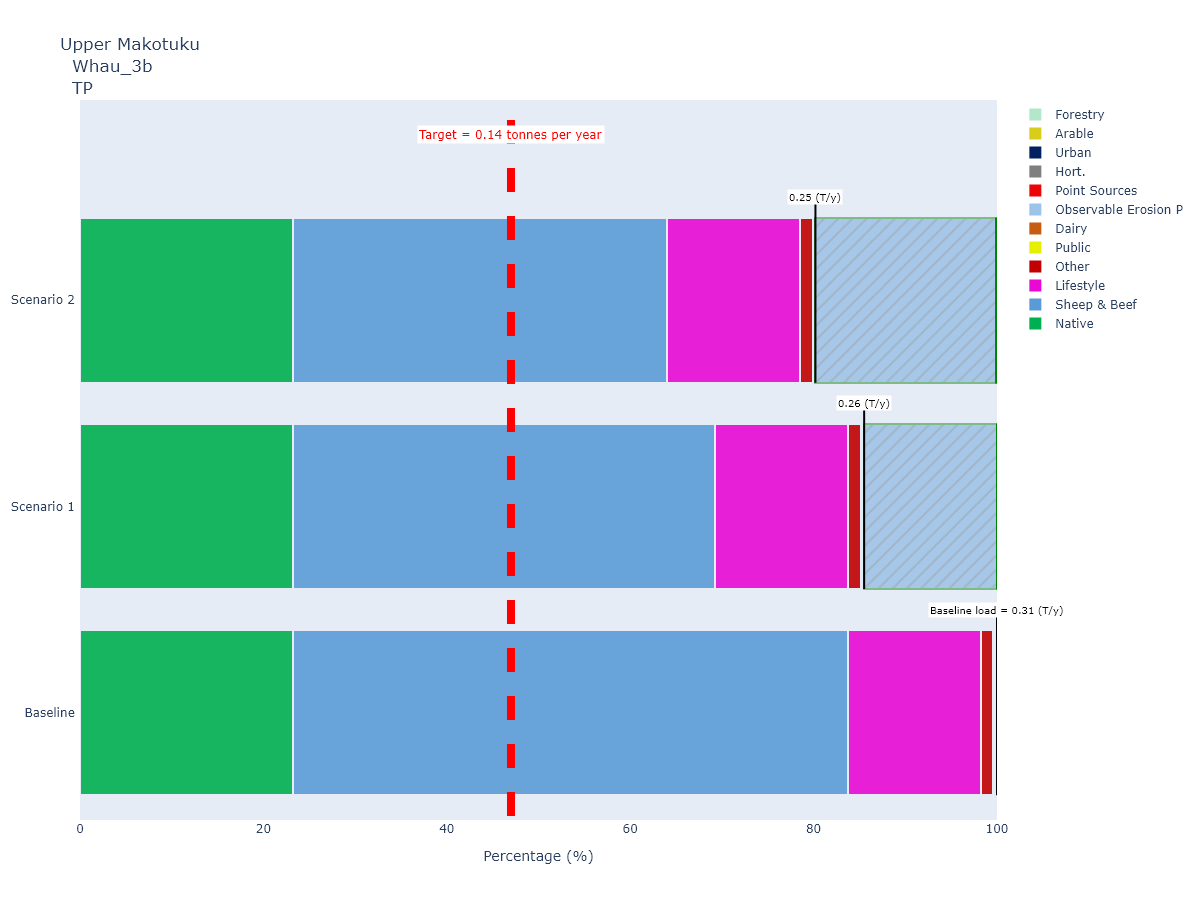 Upper Makotuku
Whau_3b
TP
Target = 0.14 tonnes per year
Forestry
Arable
Urban
Hort.
Point Sources
Observable Erosion P
Dairy
Public
Other
Lifestyle
Sheep & Beef
Native
0.25 (T/y)
Scenario 2
0.26 (T/y)
Scenario 1
Baseline load = 0.31 (T/y)
Baseline
0 20 40 60 80 100
Percentage (%)